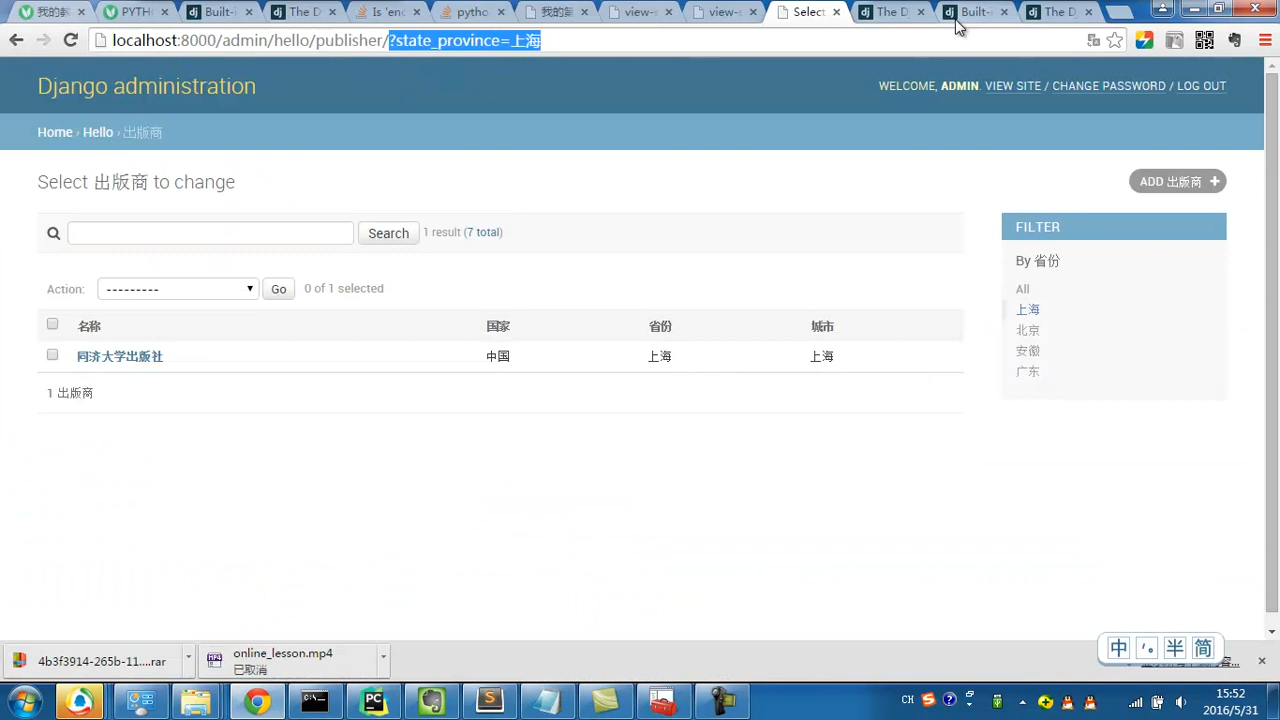 我的教
PYTH
Built-i
The D
Is 'enc
pytho
我的售
view-s
view-s
Select
The D
Built-
The D
localhost:8000/admin/hello/publisher/?state_province=上海
Django administration
WELCOME, ADMIN. VIEW SITE / CHANGE PASSWORD / LOG OUT
Home › Hello › 出版商
Select 出版商 to change
ADD 出版商 +
Search 1 result (7 total)
FILTER
By 省份
All
上海
北京
安徽
广东
Action: --------- Go 0 of 1 selected
名称 国家 省份 城市
同济大学出版社 中国 上海 上海
1 出版商
4b3f3914-265b-11....rar
online_lesson.mp4
已取消
中 半 简
CH
15:52
2016/5/31